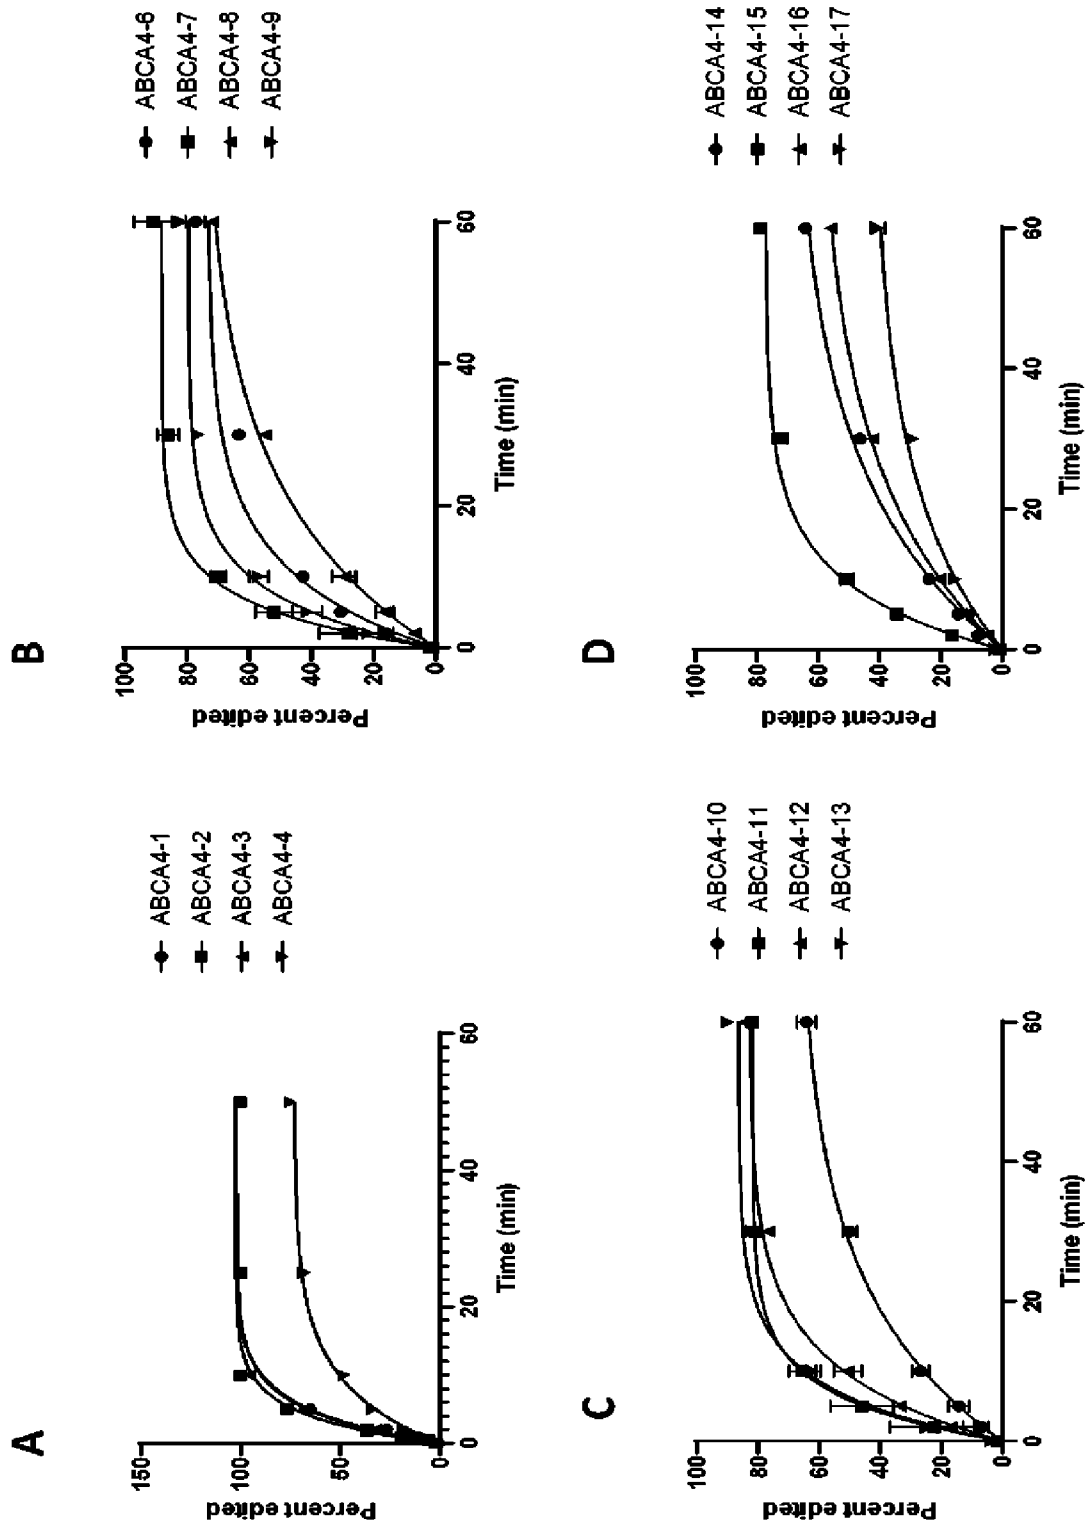 A
Percent edited
150
100
50
0
0
20
40
60
Time (min)
ABCA4-1
ABCA4-2
ABCA4-3
ABCA4-4
B
Percent edited
100
80
60
40
20
0
0
20
40
60
Time (min)
ABCA4-6
ABCA4-7
ABCA4-8
ABCA4-9
C
Percent edited
100
80
60
40
20
0
0
20
40
60
Time (min)
ABCA4-10
ABCA4-11
ABCA4-12
ABCA4-13
D
Percent edited
100
80
60
40
20
0
0
20
40
60
Time (min)
ABCA4-14
ABCA4-15
ABCA4-16
ABCA4-17